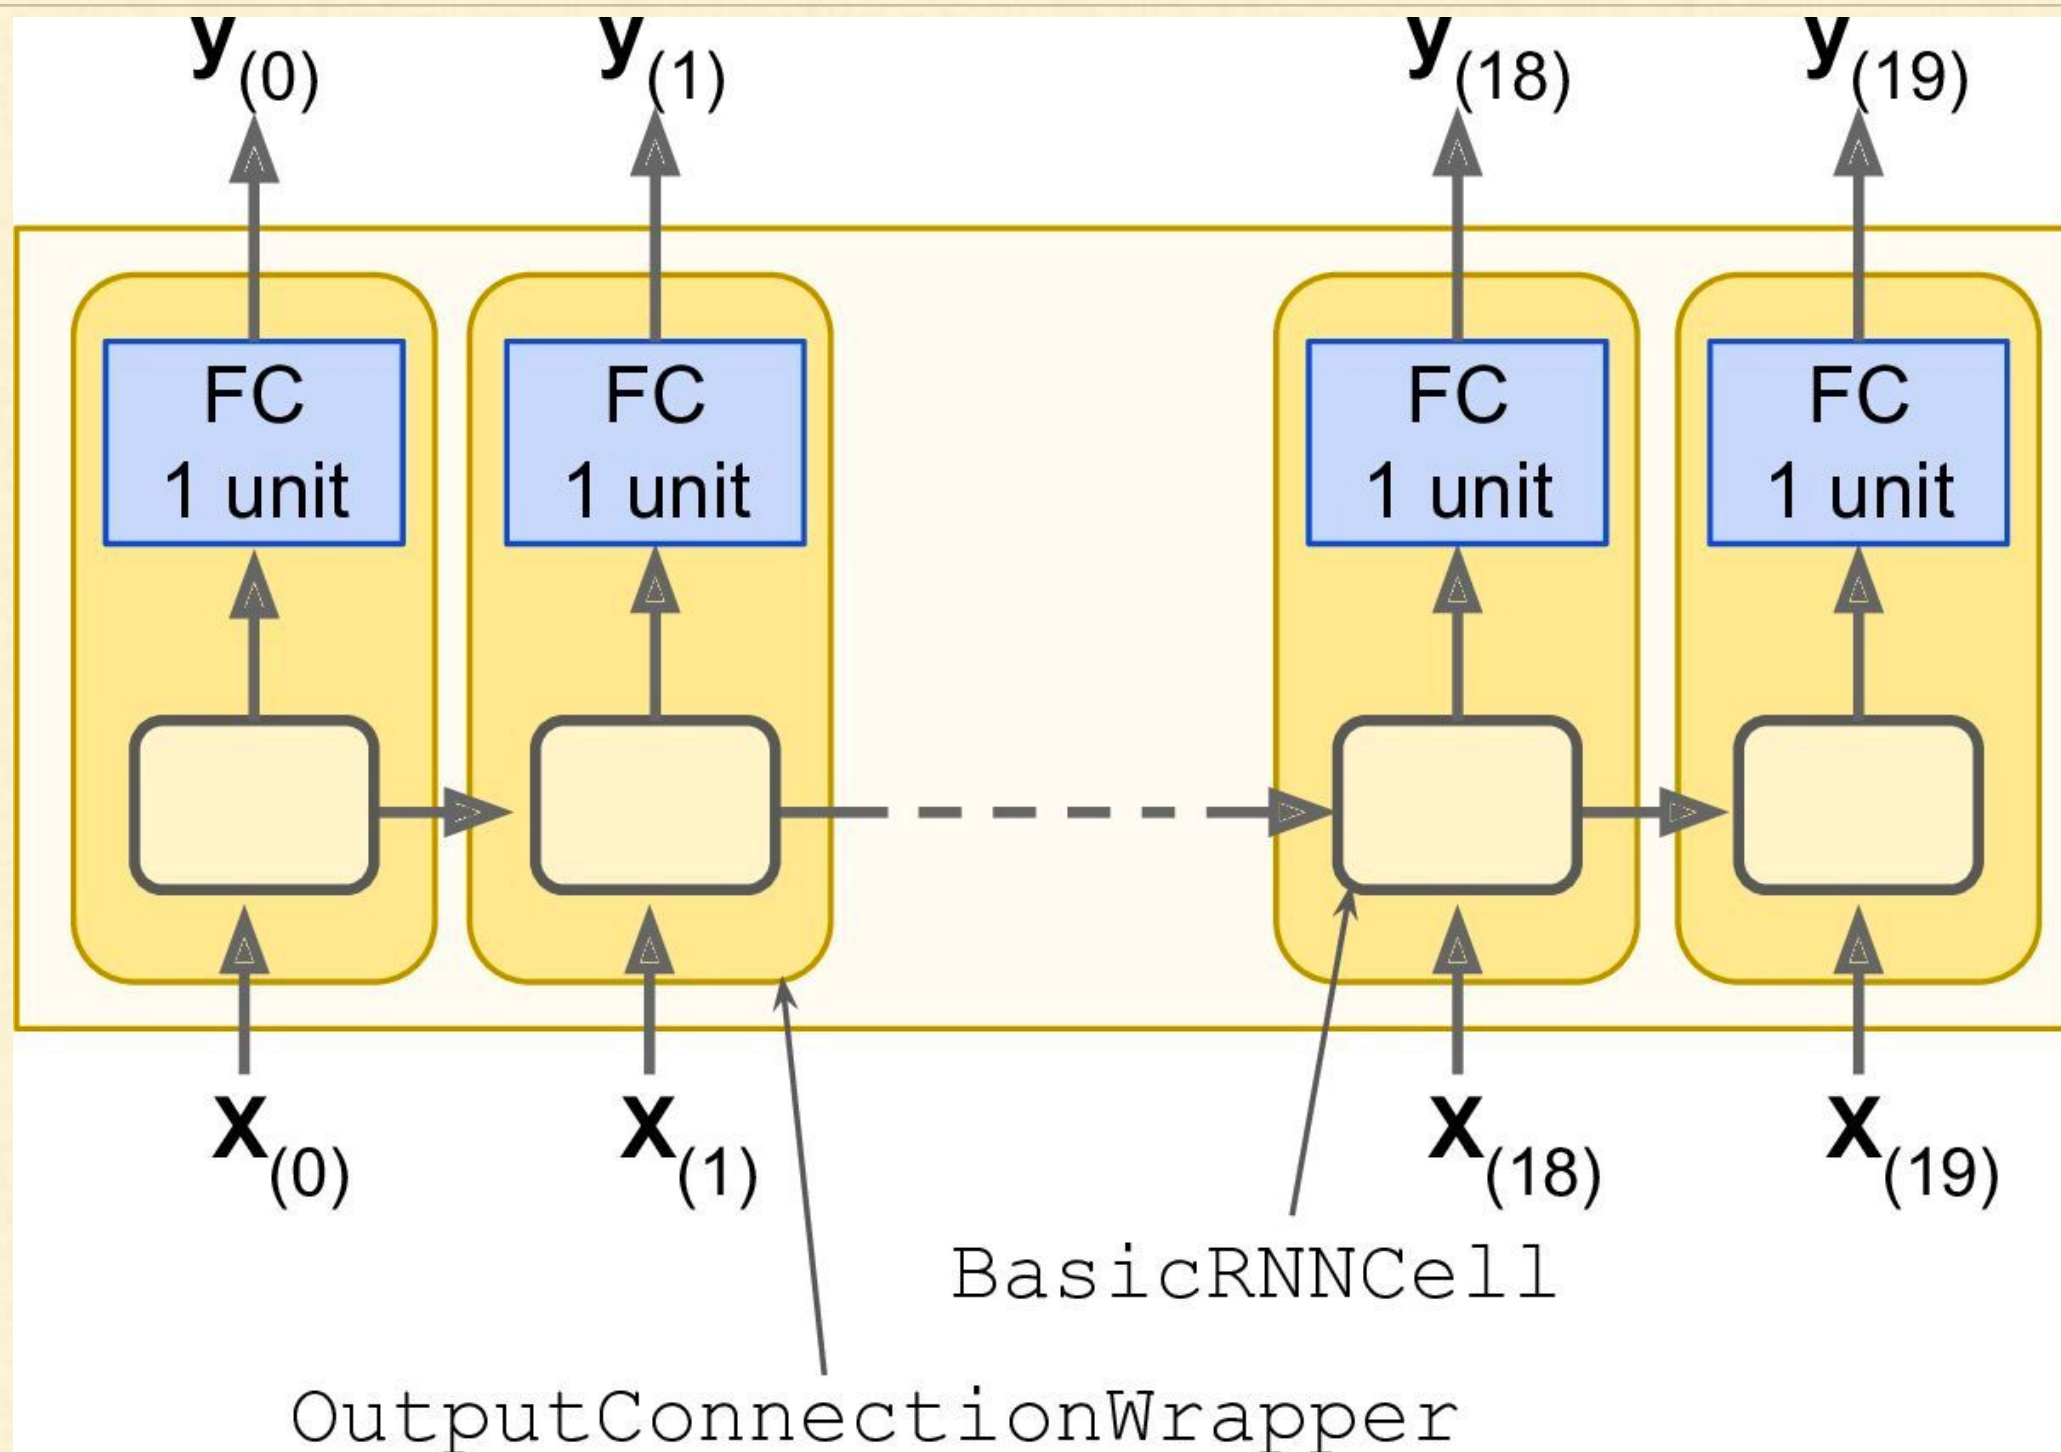 y(0) y(1) y(18) y(19)
FC FC FC FC
1 unit 1 unit 1 unit 1 unit
x(0) x(1) x(18) x(19)
BasicRNNCell
OutputConnectionWrapper